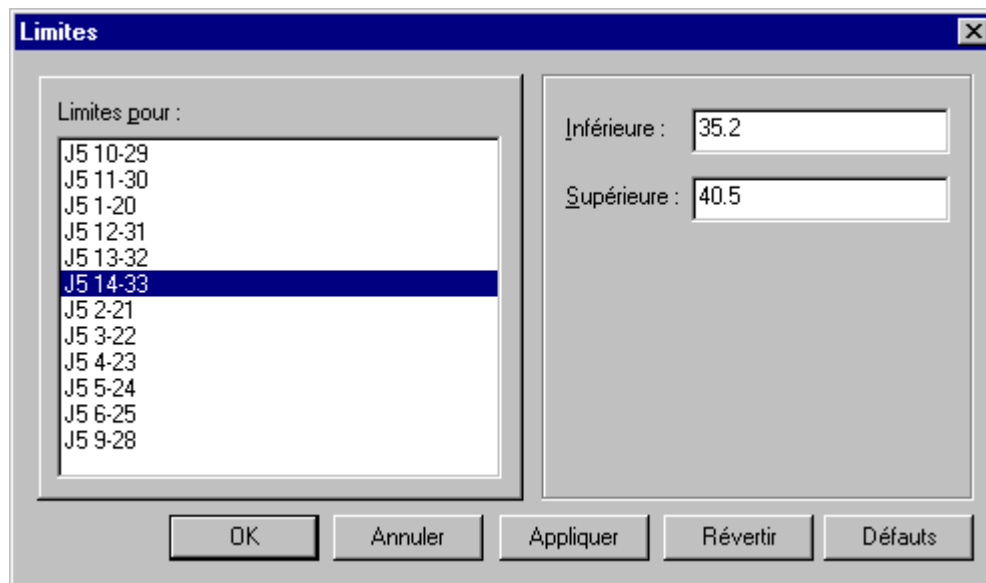 Limites
Limites pour :
J5 10-29
J5 11-30
J5 1-20
J5 12-31
J5 13-32
J5 14-33
J5 2-21
J5 3-22
J5 4-23
J5 5-24
J5 6-25
J5 9-28
Inférieure : 35.2
Supérieure : 40.5
OK Annuler Appliquer Révertir Défauts